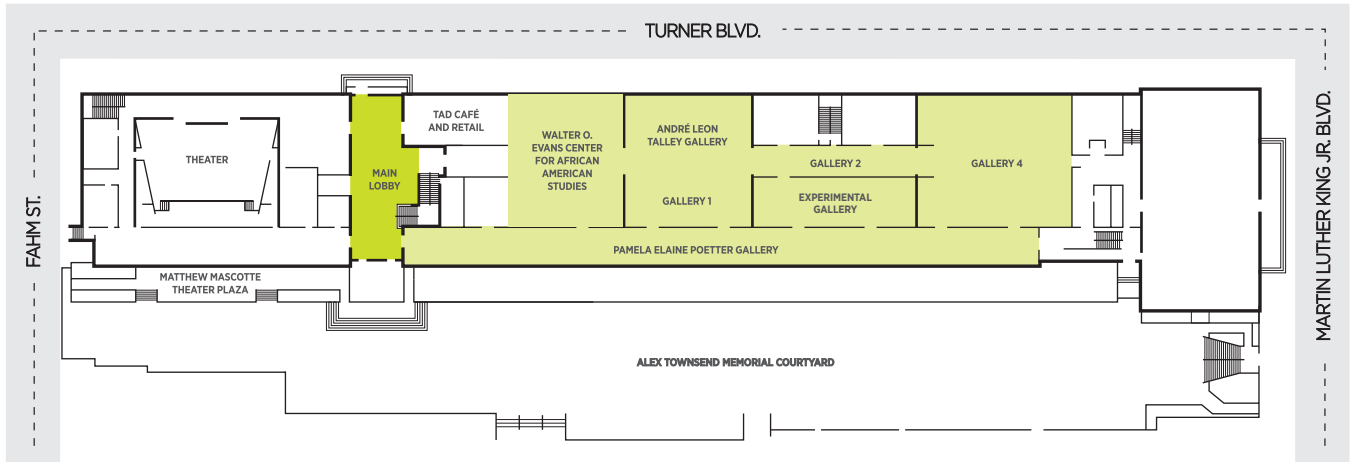 TURNER BLVD.
FAHM ST.
MARTIN LUTHER KING JR. BLVD.
THEATER
MAIN
LOBBY
TAD CAFÉ
AND RETAIL
WALTER O.
EVANS CENTER
FOR AFRICAN
AMERICAN
STUDIES
ANDRÉ LEON
TALLEY GALLERY
GALLERY 1
GALLERY 2
EXPERIMENTAL
GALLERY
GALLERY 4
PAMELA ELAINE POETTER GALLERY
MATTHEW MASCOTTE
THEATER PLAZA
ALEX TOWNSEND MEMORIAL COURTYARD